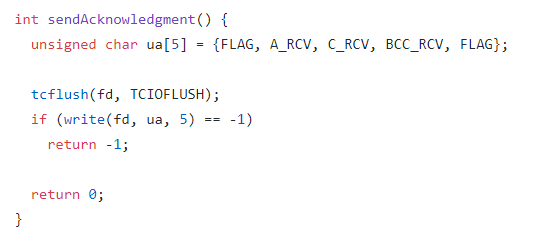 int sendAcknowledgment() {
  unsigned char ua[5] = {FLAG, A_RCV, C_RCV, BCC_RCV, FLAG};

  tcflush(fd, TCIOFLUSH);
  if (write(fd, ua, 5) == -1)
    return -1;

  return 0;
}